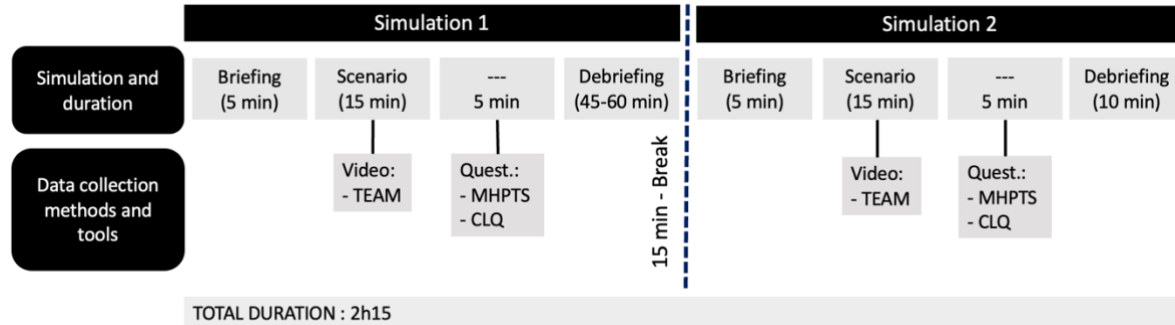 Simulation 1
Simulation 2
Simulation and
duration
Briefing
(5 min)
Scenario
(15 min)
---
5 min
Debriefing
(45-60 min)
Briefing
(5 min)
Scenario
(15 min)
---
5 min
Debriefing
(10 min)
Data collection
methods and
tools
Video:
- TEAM
Quest.:
- MHPTS
- CLQ
15 min - Break
Video:
- TEAM
Quest.:
- MHPTS
- CLQ
TOTAL DURATION : 2h15